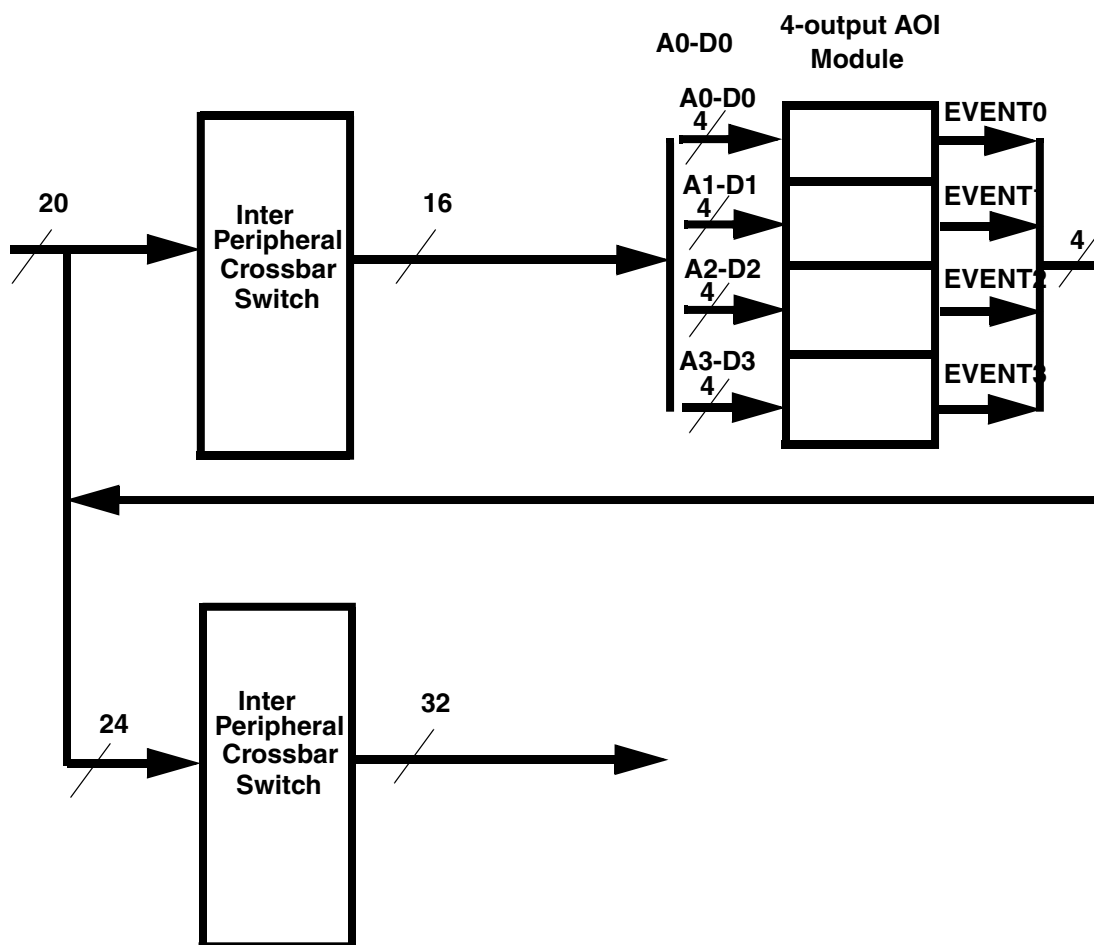 4-output AOI
Module
A0-D0
A0-D0
4
EVENT0
A1-D1
4
EVENT1
20
16
Inter
Peripheral
Crossbar
Switch
4
A2-D2
4
EVENT2
A3-D3
4
EVENT3
24
32
Inter
Peripheral
Crossbar
Switch